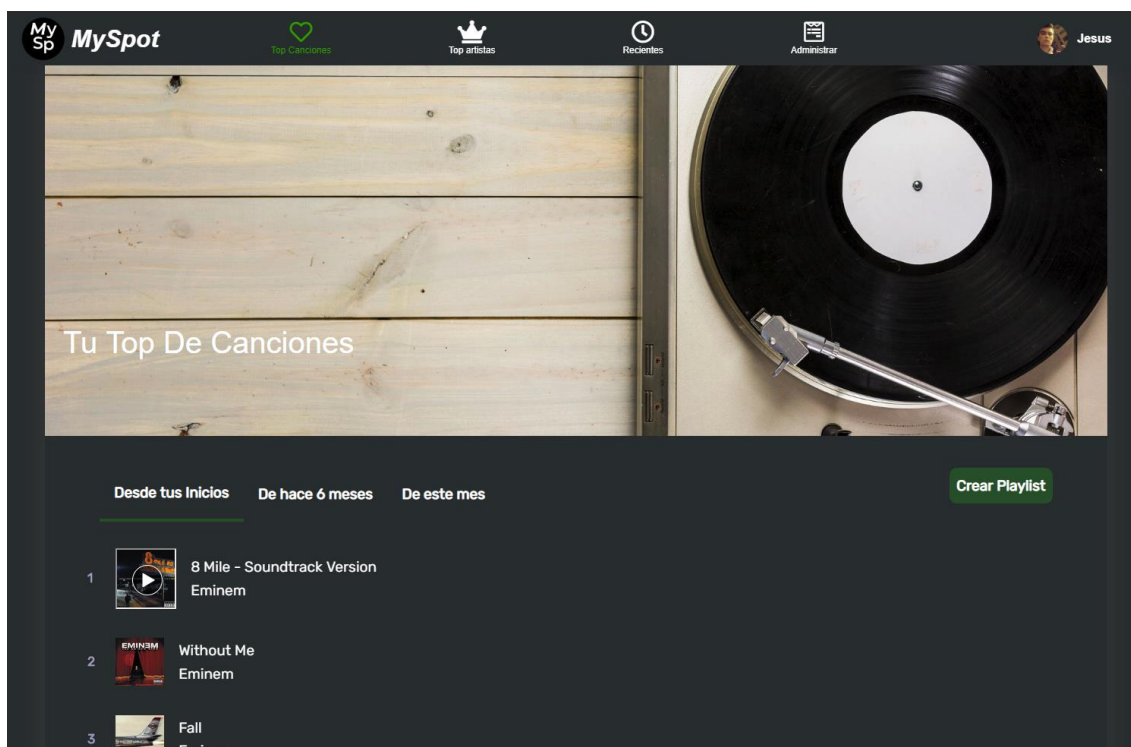 My
Sp
MySpot
Top Canciones
Top artistas
Recientes
Administrar
Jesus
Tu Top De Canciones
Desde tus Inicios
De hace 6 meses
De este mes
Crear Playlist
1
8 Mile - Soundtrack Version
Eminem
2
EMINEM
Without Me
Eminem
3
Fall